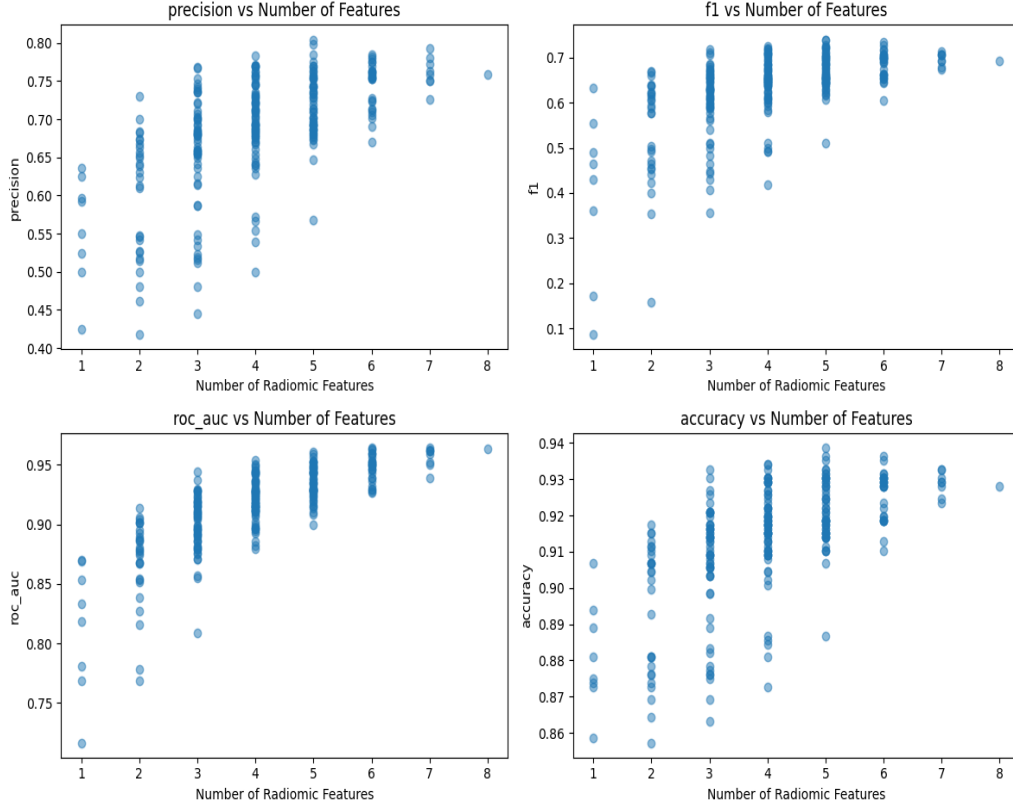 precision vs Number of Features
precision
0.80
0.75
0.70
0.65
0.60
0.55
0.50
0.45
0.40
1 2 3 4 5 6 7 8
Number of Radiomic Features
f1 vs Number of Features
f1
0.7
0.6
0.5
0.4
0.3
0.2
0.1
1 2 3 4 5 6 7 8
Number of Radiomic Features
roc_auc vs Number of Features
roc_auc
0.95
0.90
0.85
0.80
0.75
1 2 3 4 5 6 7 8
Number of Radiomic Features
accuracy vs Number of Features
accuracy
0.94
0.93
0.92
0.91
0.90
0.89
0.88
0.87
0.86
1 2 3 4 5 6 7 8
Number of Radiomic Features